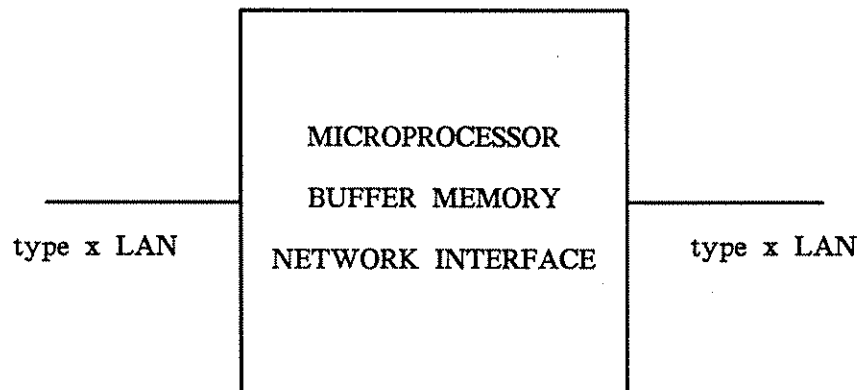 MICROPROCESSOR
BUFFER MEMORY
NETWORK INTERFACE
type x LAN
type x LAN